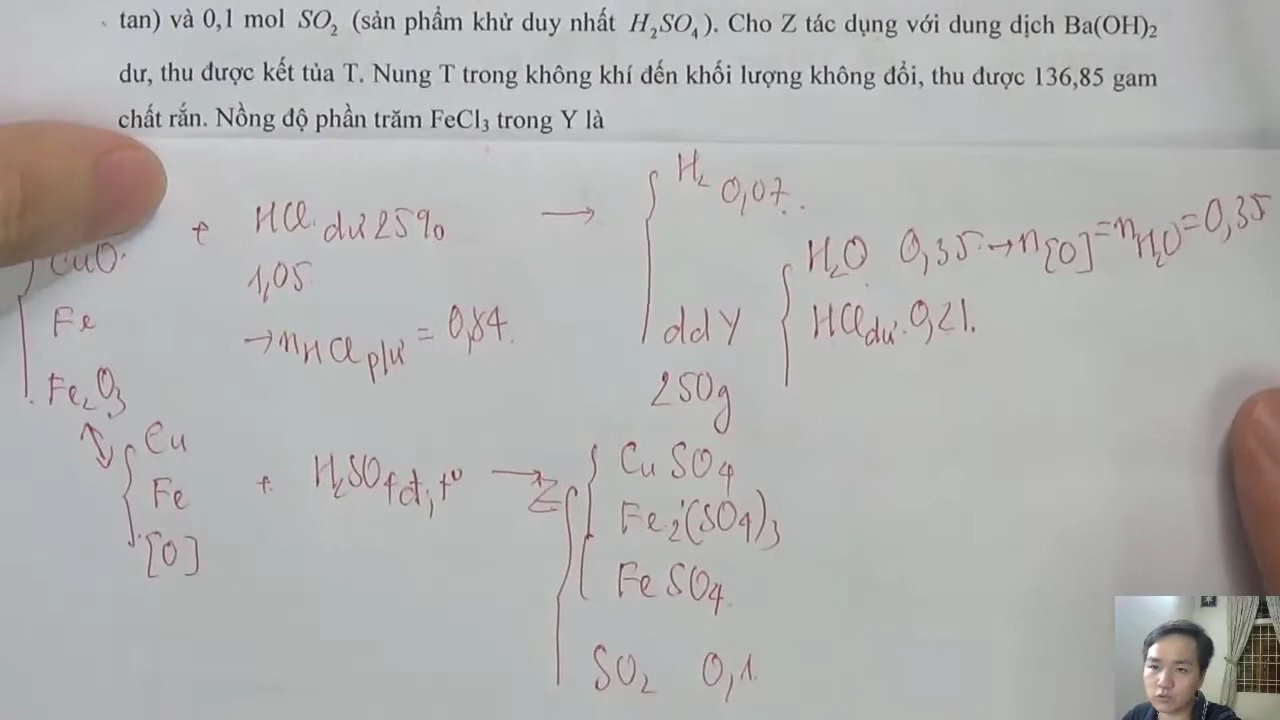 tan) và 0,1 mol SO₂ (sản phẩm khử duy nhất H₂SO₄). Cho Z tác dụng với dung dịch Ba(OH)₂
dư, thu được kết tủa T. Nung T trong không khí đến khối lượng không đổi, thu được 136,85 gam
chất rắn. Nồng độ phần trăm FeCl₃ trong Y là
H₂ 0,07
+ HCl dư 25% →
CuO
1,05
H₂O 0,35 → n[O] = nH₂O = 0,35
Fe
→ nHCl p/ư = 0,84
ddY
HCl dư 0,21
Fe₂O₃
250g
Cu
CuSO₄
Fe + H₂SO₄ đ, t° → Z
Fe₂(SO₄)₃
[O]
FeSO₄
SO₂ 0,1